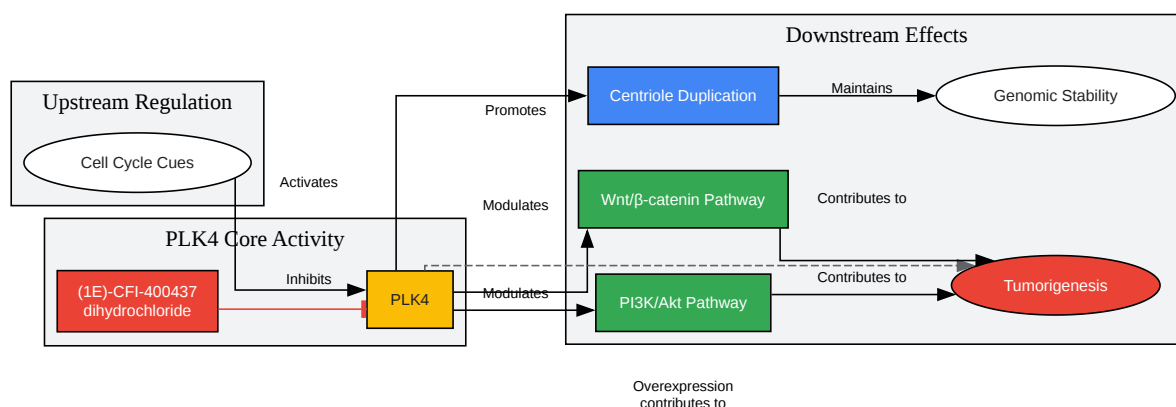 Downstream Effects
Upstream Regulation
Centriole Duplication
Maintains
Genomic Stability
Promotes
Cell Cycle Cues
Activates
Wnt/β-catenin Pathway
Contributes to
Modulates
PLK4 Core Activity
(1E)-CFI-400437
dihydrochloride
Inhibits
PLK4
Modulates
PI3K/Akt Pathway
Contributes to
Tumorigenesis
Overexpression
contributes to